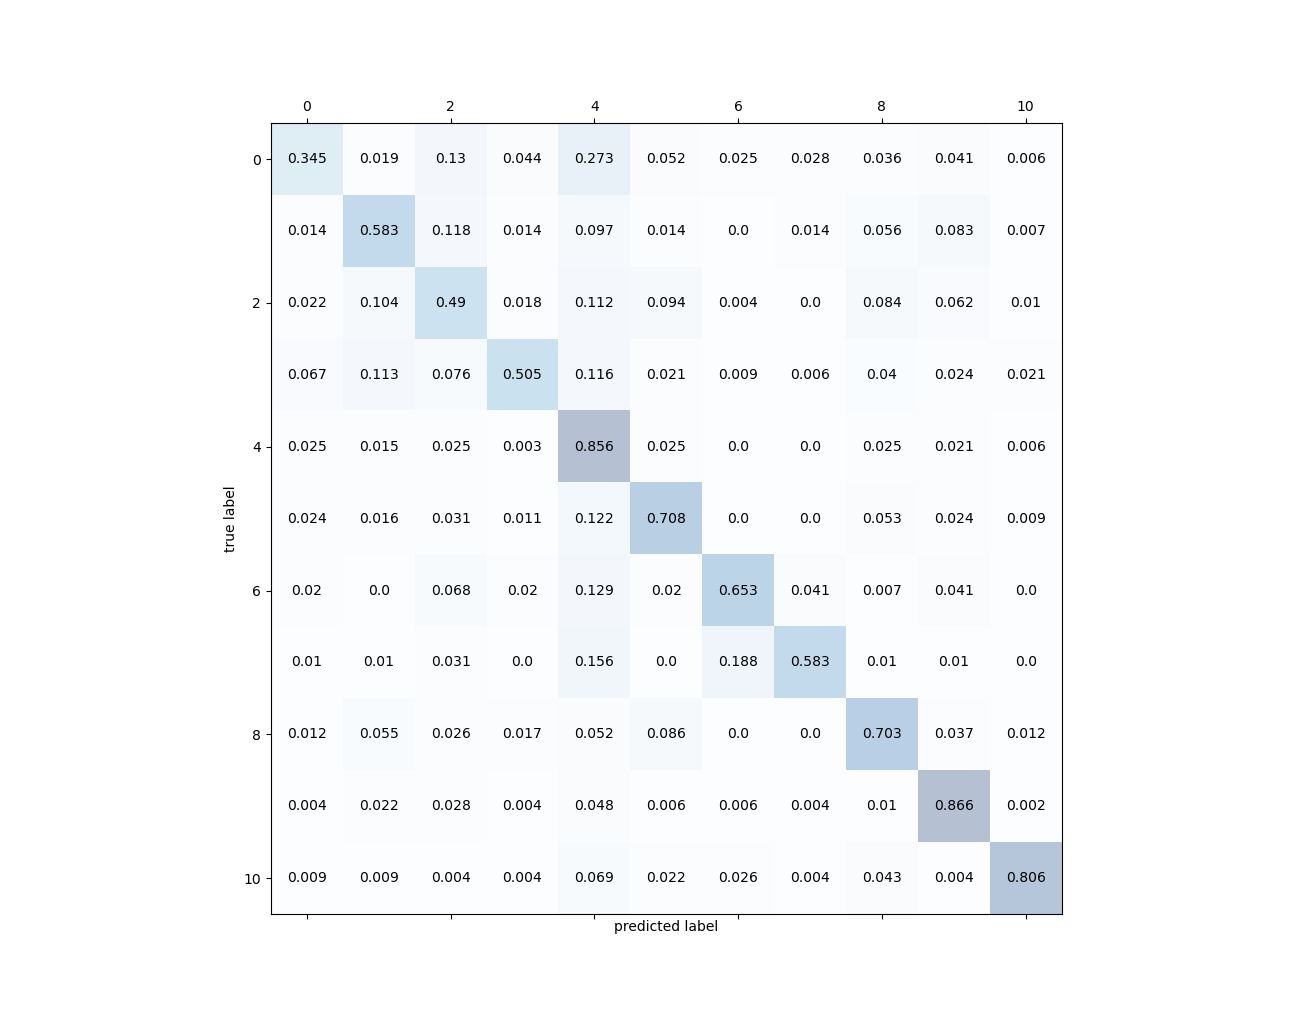 0 2 4 6 8 10
0 0.345 0.019 0.13 0.044 0.273 0.052 0.025 0.028 0.036 0.041 0.006
0.014 0.583 0.118 0.014 0.097 0.014 0.0 0.014 0.056 0.083 0.007
2 0.022 0.104 0.49 0.018 0.112 0.094 0.004 0.0 0.084 0.062 0.01
0.067 0.113 0.076 0.505 0.116 0.021 0.009 0.006 0.04 0.024 0.021
4 0.025 0.015 0.025 0.003 0.856 0.025 0.0 0.0 0.025 0.021 0.006
true label
0.024 0.016 0.031 0.011 0.122 0.708 0.0 0.0 0.053 0.024 0.009
6 0.02 0.0 0.068 0.02 0.129 0.02 0.653 0.041 0.007 0.041 0.0
0.01 0.01 0.031 0.0 0.156 0.0 0.188 0.583 0.01 0.01 0.0
8 0.012 0.055 0.026 0.017 0.052 0.086 0.0 0.0 0.703 0.037 0.012
0.004 0.022 0.028 0.004 0.048 0.006 0.006 0.004 0.01 0.866 0.002
10 0.009 0.009 0.004 0.004 0.069 0.022 0.026 0.004 0.043 0.004 0.806
predicted label